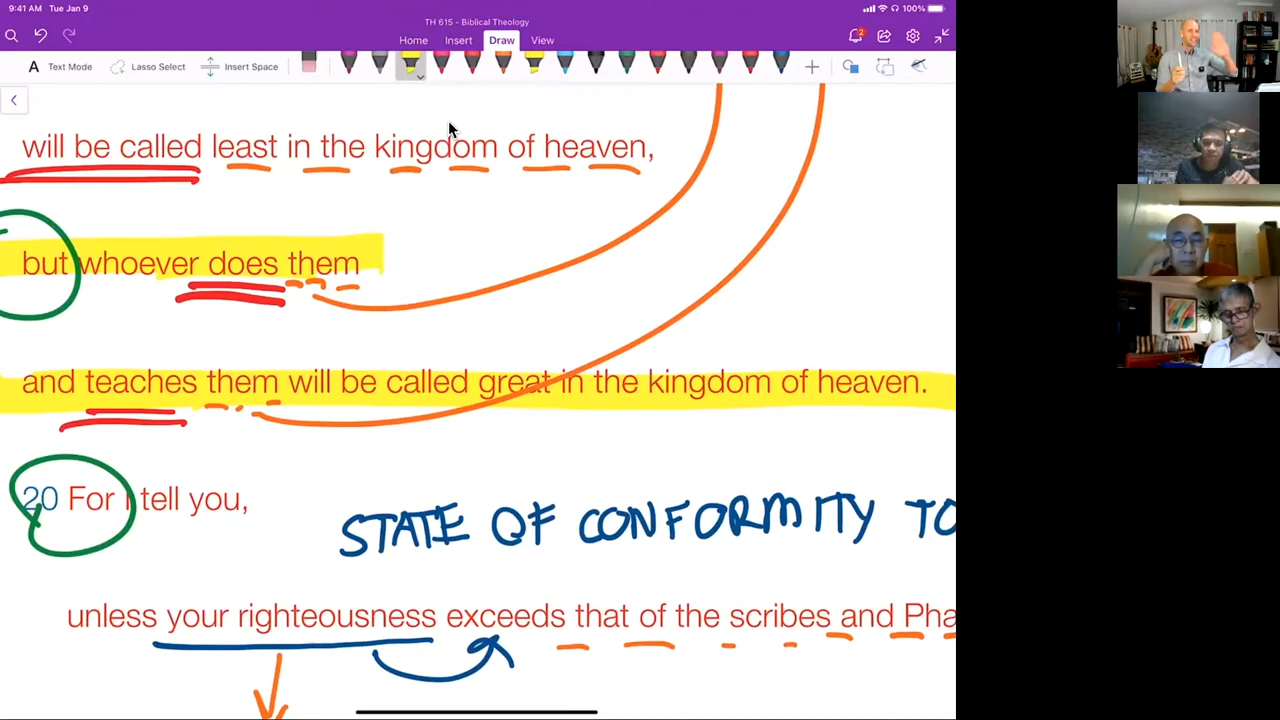 9:41 AM Tue Jan 9
100%
TH 615 - Biblical Theology
Home Insert Draw View
2
A Text Mode Lasso Select Insert Space
will be called least in the kingdom of heaven,
but whoever does them
and teaches them will be called great in the kingdom of heaven.
20 For I tell you,
STATE OF CONFORMITY TO
unless your righteousness exceeds that of the scribes and Pha